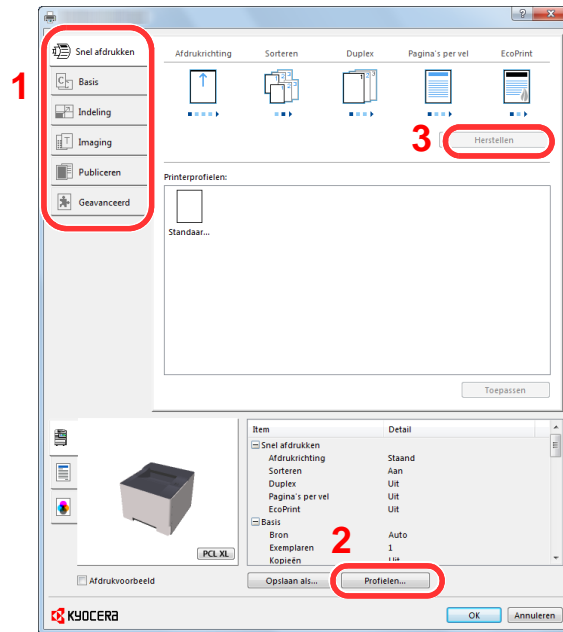 1
Snel afdrukken
Basis
Indeling
Imaging
Publiceren
Geavanceerd
Afdrukrichting Sorteren Duplex Pagina's per vel EcoPrint
3
Herstellen
Printerprofielen:
Standaar...
Toepassen
Item Detail
Snel afdrukken
Afdrukrichting Staand
Sorteren Aan
Duplex Uit
Pagina's per vel Uit
EcoPrint Uit
Basis
Bron Auto
Exemplaren 1
Kopieën Uit
2
PCL XL
Afdrukvoorbeeld
Opslaan als...
Profielen...
KYOCERA
OK
Annuleren